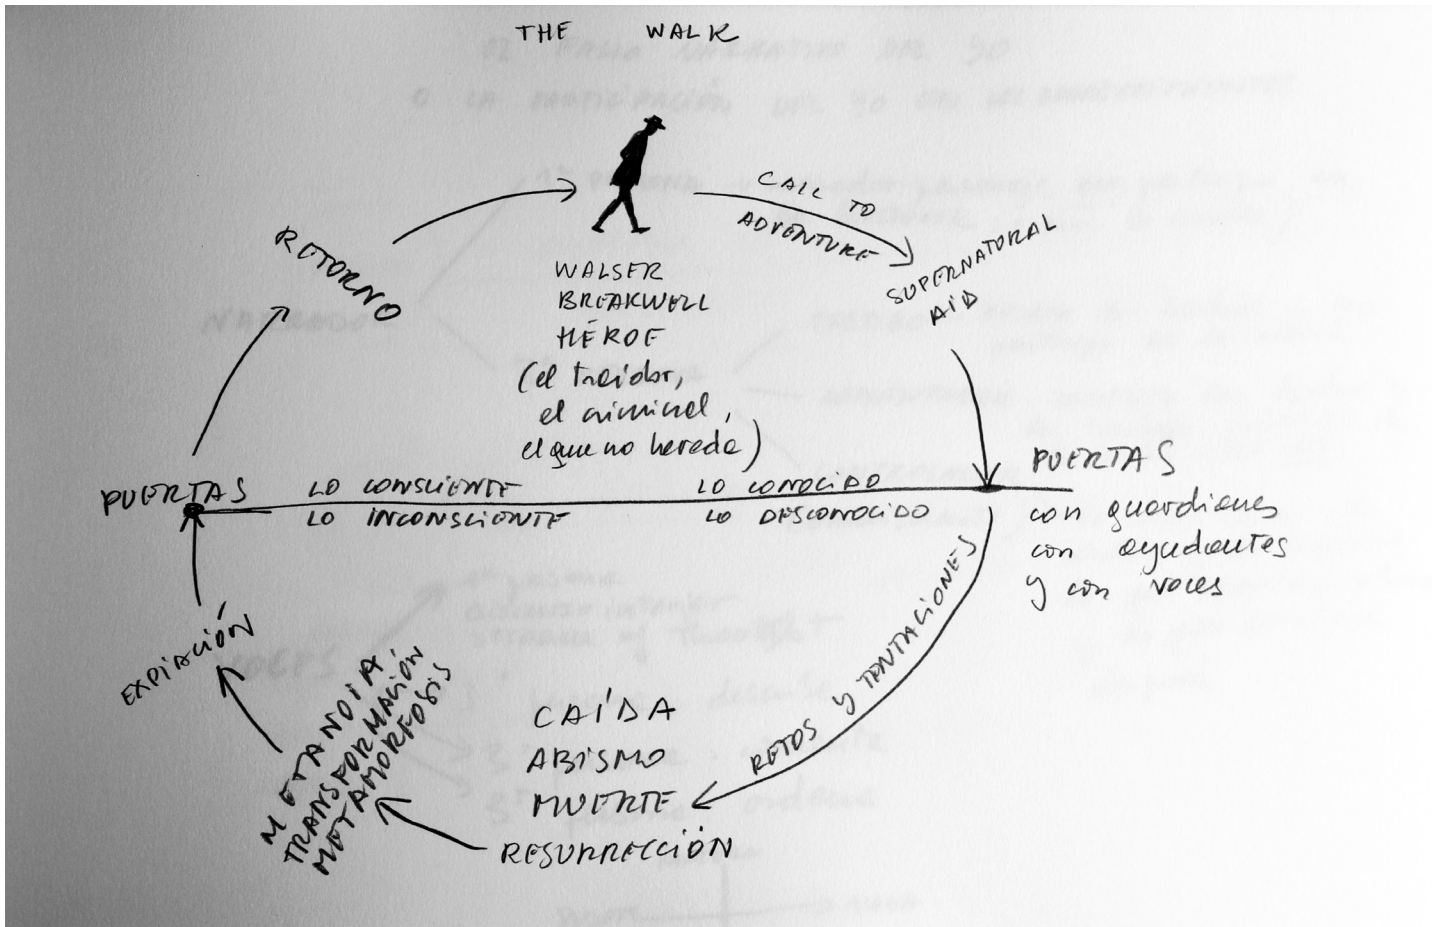 THE WALK
CALL TO
ADVENTURE
SUPERNATORAL
AID
RETORNO
WALSER
BREAKWELL
HÉROE
(el traidor,
el criminal,
el que no hereda)
PUERTAS
LO CONSCIENTE
LO CONOCIDO
LO INCONSCIENTE
LO DESCONOCIDO
PUERTAS
con guardianes
con ayudantes
y con voces
RETOS y TENTACIONES
EXPIACIÓN
METANOIA
TRANSFORMACIÓN
METAMORFOSIS
CAÍDA
ABISMO
MUERTE
RESURRECCIÓN